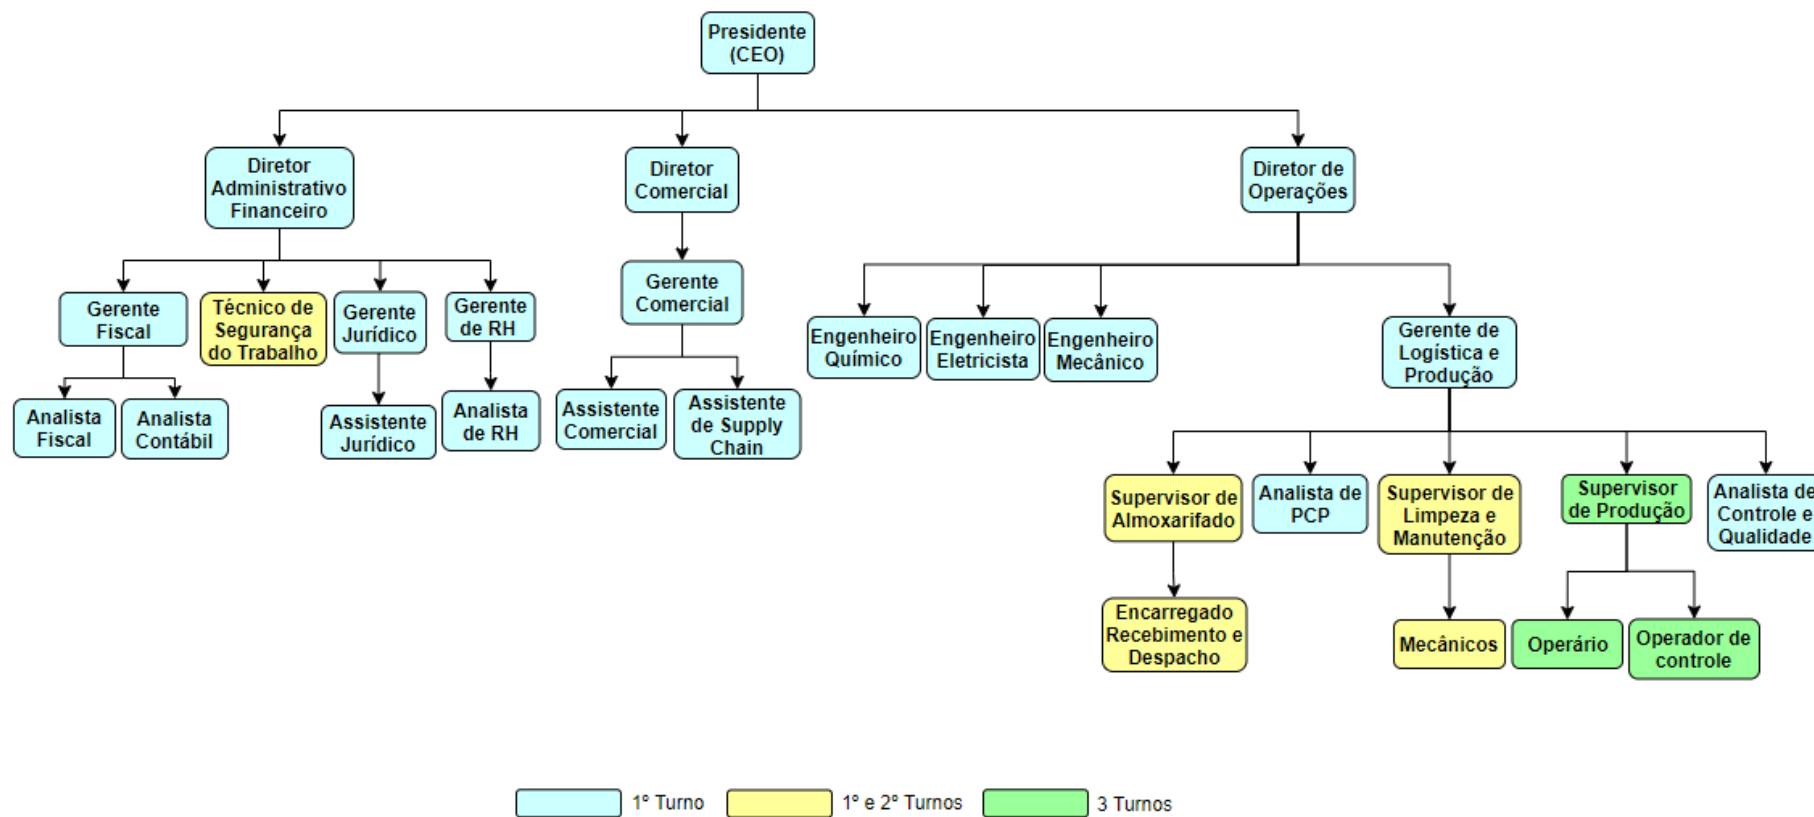 Presidente
(CEO)
Diretor
Administrativo
Financeiro
Diretor
Comercial
Diretor de
Operações
Gerente
Fiscal
Técnico de
Segurança
do Trabalho
Gerente
Jurídico
Gerente
de RH
Gerente
Comercial
Engenheiro
Químico
Engenheiro
Eletricista
Engenheiro
Mecânico
Gerente de
Logística e
Produção
Analista
Fiscal
Analista
Contábil
Assistente
Jurídico
Analista
de RH
Assistente
Comercial
Assistente
de Supply
Chain
Supervisor de
Almoxarifado
Analista de
PCP
Supervisor de
Limpeza e
Manutenção
Supervisor
de Produção
Analista de
Controle e
Qualidade
Encarregado
Recebimento e
Despacho
Mecânicos
Operário
Operador de
controle
1º Turno
1º e 2º Turnos
3 Turnos